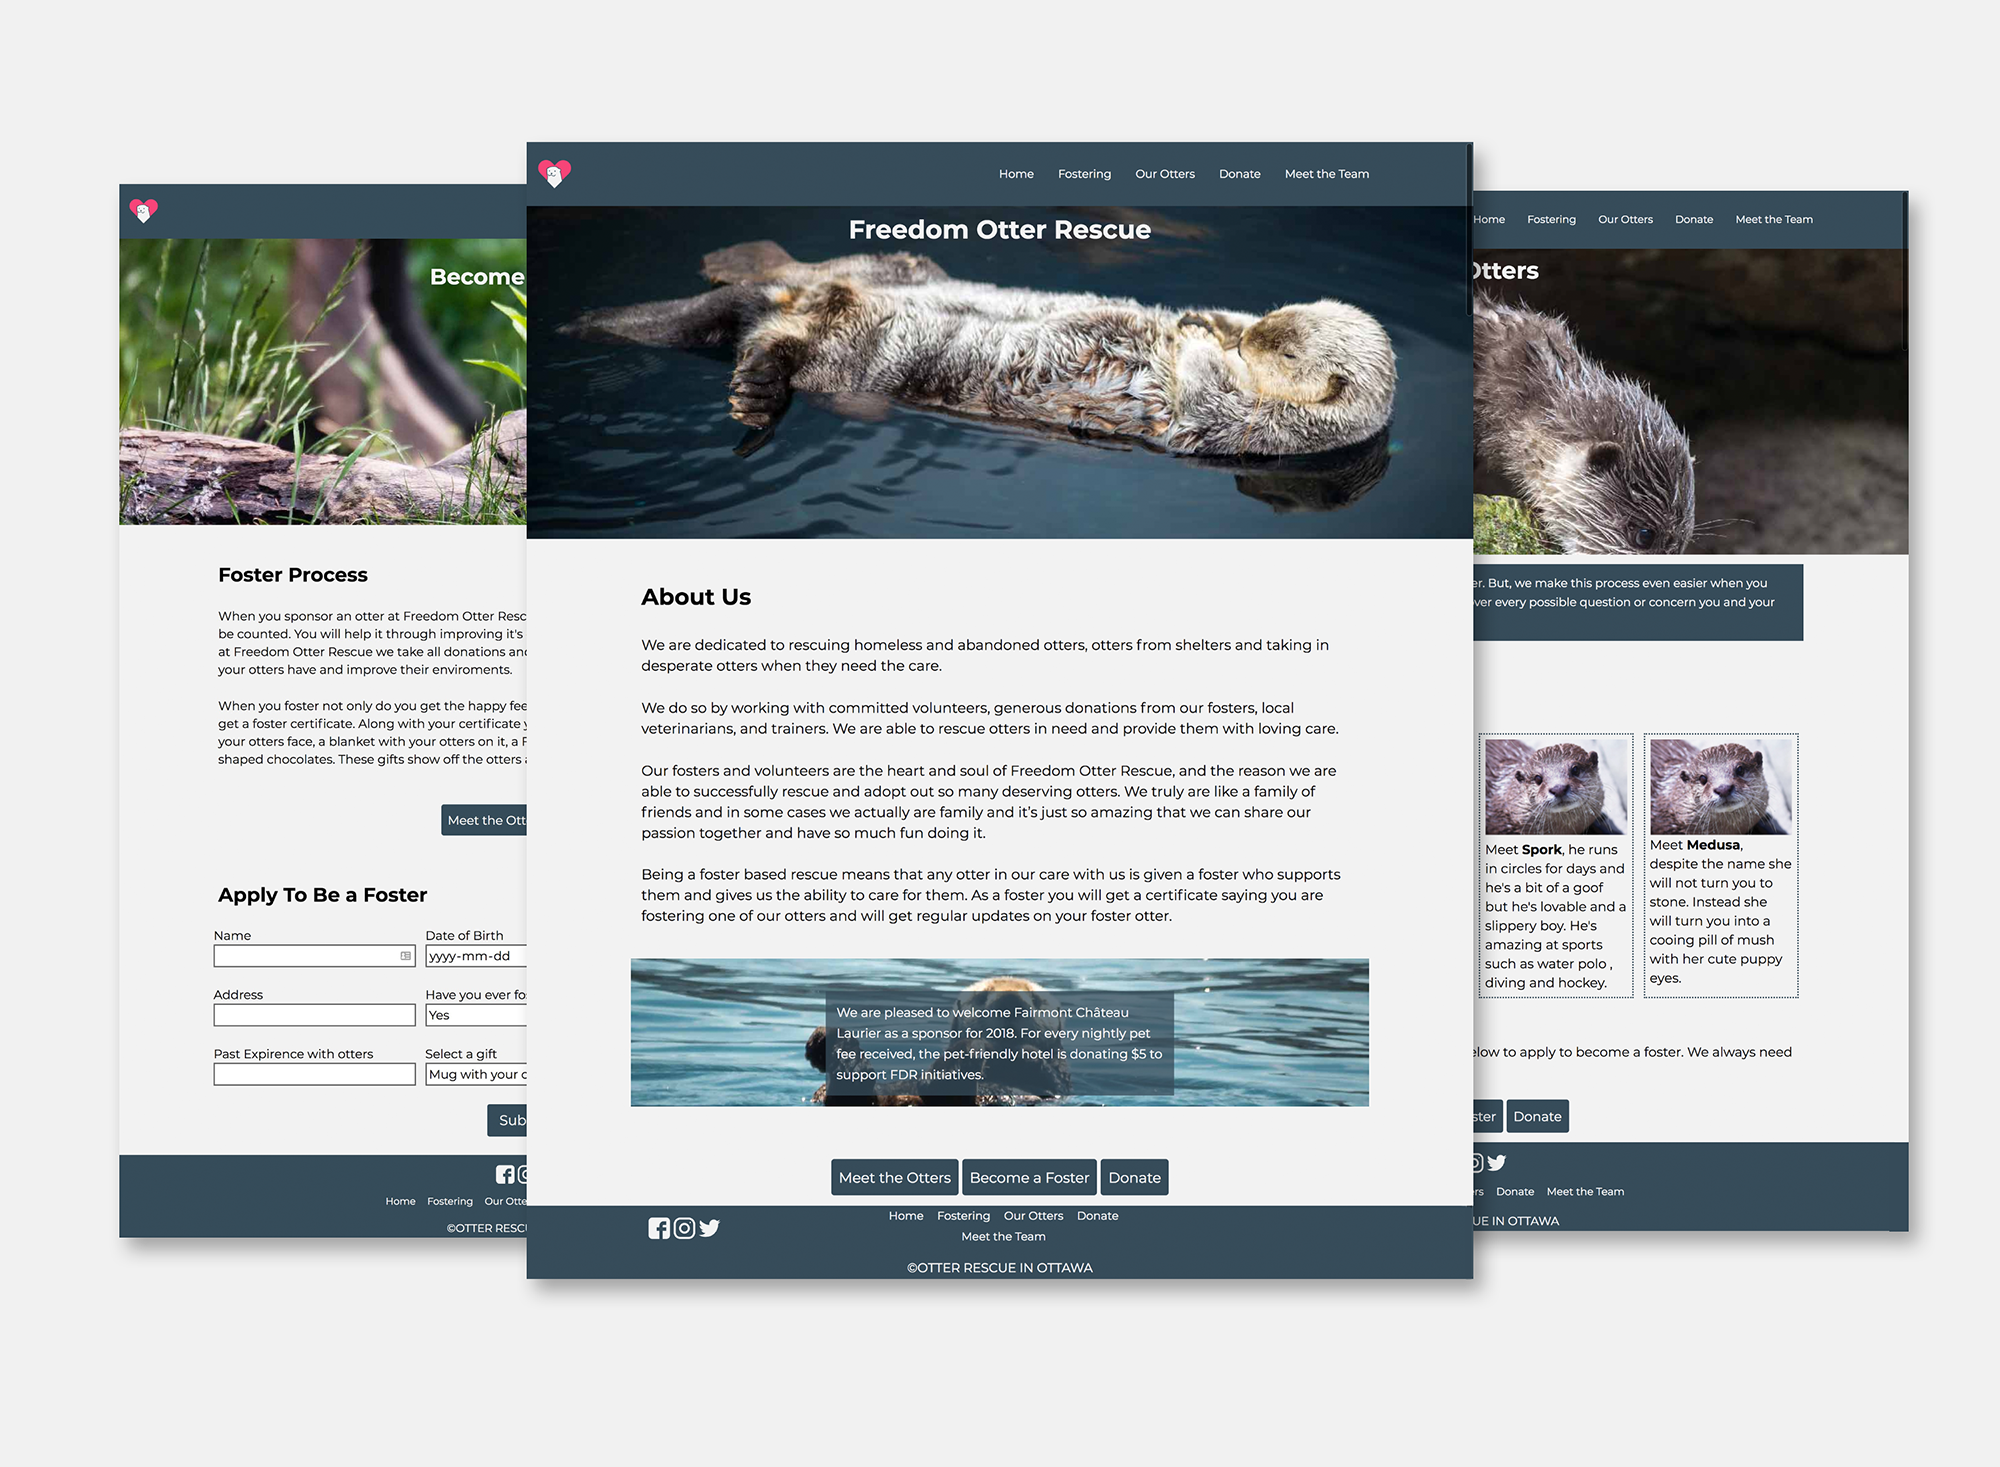 Become
Foster Process
When you sponsor an otter at Freedom Otter Resc
be counted. You will help it through improving it's
at Freedom Otter Rescue we take all donations and
your otters have and improve their enviroments.
When you foster not only do you get the happy fee
get a foster certificate. Along with your certificate y
your otters face, a blanket with your otters on it, a F
shaped chocolates. These gifts show off the otters a
Meet the Ott
Apply To Be a Foster
Name
Date of Birth
yyyy-mm-dd
Address
Have you ever fo
Yes
Past Expirence with otters
Select a gift
Mug with your o
Sub
Home Fostering Our Otte
©OTTER RESC
Home Fostering Our Otters Donate Meet the Team
Freedom Otter Rescue
About Us
We are dedicated to rescuing homeless and abandoned otters, otters from shelters and taking in
desperate otters when they need the care.
We do so by working with committed volunteers, generous donations from our fosters, local
veterinarians, and trainers. We are able to rescue otters in need and provide them with loving care.
Our fosters and volunteers are the heart and soul of Freedom Otter Rescue, and the reason we are
able to successfully rescue and adopt out so many deserving otters. We truly are like a family of
friends and in some cases we actually are family and it's just so amazing that we can share our
passion together and have so much fun doing it.
Being a foster based rescue means that any otter in our care with us is given a foster who supports
them and gives us the ability to care for them. As a foster you will get a certificate saying you are
fostering one of our otters and will get regular updates on your foster otter.
We are pleased to welcome Fairmont Château
Laurier as a sponsor for 2018. For every nightly pet
fee received, the pet-friendly hotel is donating $5 to
support FDR initiatives.
Meet the Otters Become a Foster Donate
Home Fostering Our Otters Donate
Meet the Team
©OTTER RESCUE IN OTTAWA
Home Fostering Our Otters Donate Meet the Team
Otters
er. But, we make this process even easier when you
ver every possible question or concern you and your
Meet Spork, he runs
in circles for days and
he's a bit of a goof
but he's lovable and a
slippery boy. He's
amazing at sports
such as water polo ,
diving and hockey.
Meet Medusa,
despite the name she
will not turn you to
stone. Instead she
will turn you into a
cooing pill of mush
with her cute puppy
eyes.
elow to apply to become a foster. We always need
ster Donate
rs Donate Meet the Team
UE IN OTTAWA